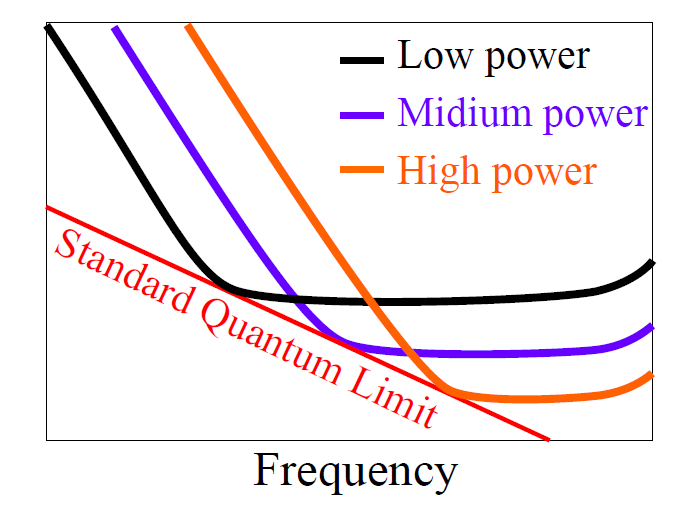 Low power
Midium power
High power
Standard Quantum Limit
Frequency